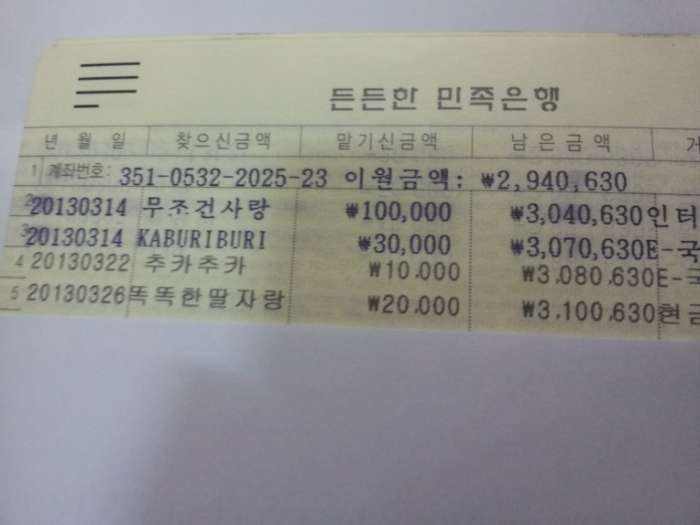 든든한 민족은행
년 월 일 찾으신금액 맡기신금액 남은금액 거
1 계좌번호: 351-0532-2025-23 이월금액: ₩2,940,630
2 20130314 무조건사랑 ₩100,000 ₩3,040,630 인터
3 20130314 KABURIBURI ₩30,000 ₩3,070,630 E-국
4 20130322 추카추카 ₩10.000 ₩3.080.630 E-국
5 20130326 똑똑한딸자랑 ₩20.000 ₩3.100.630 현금